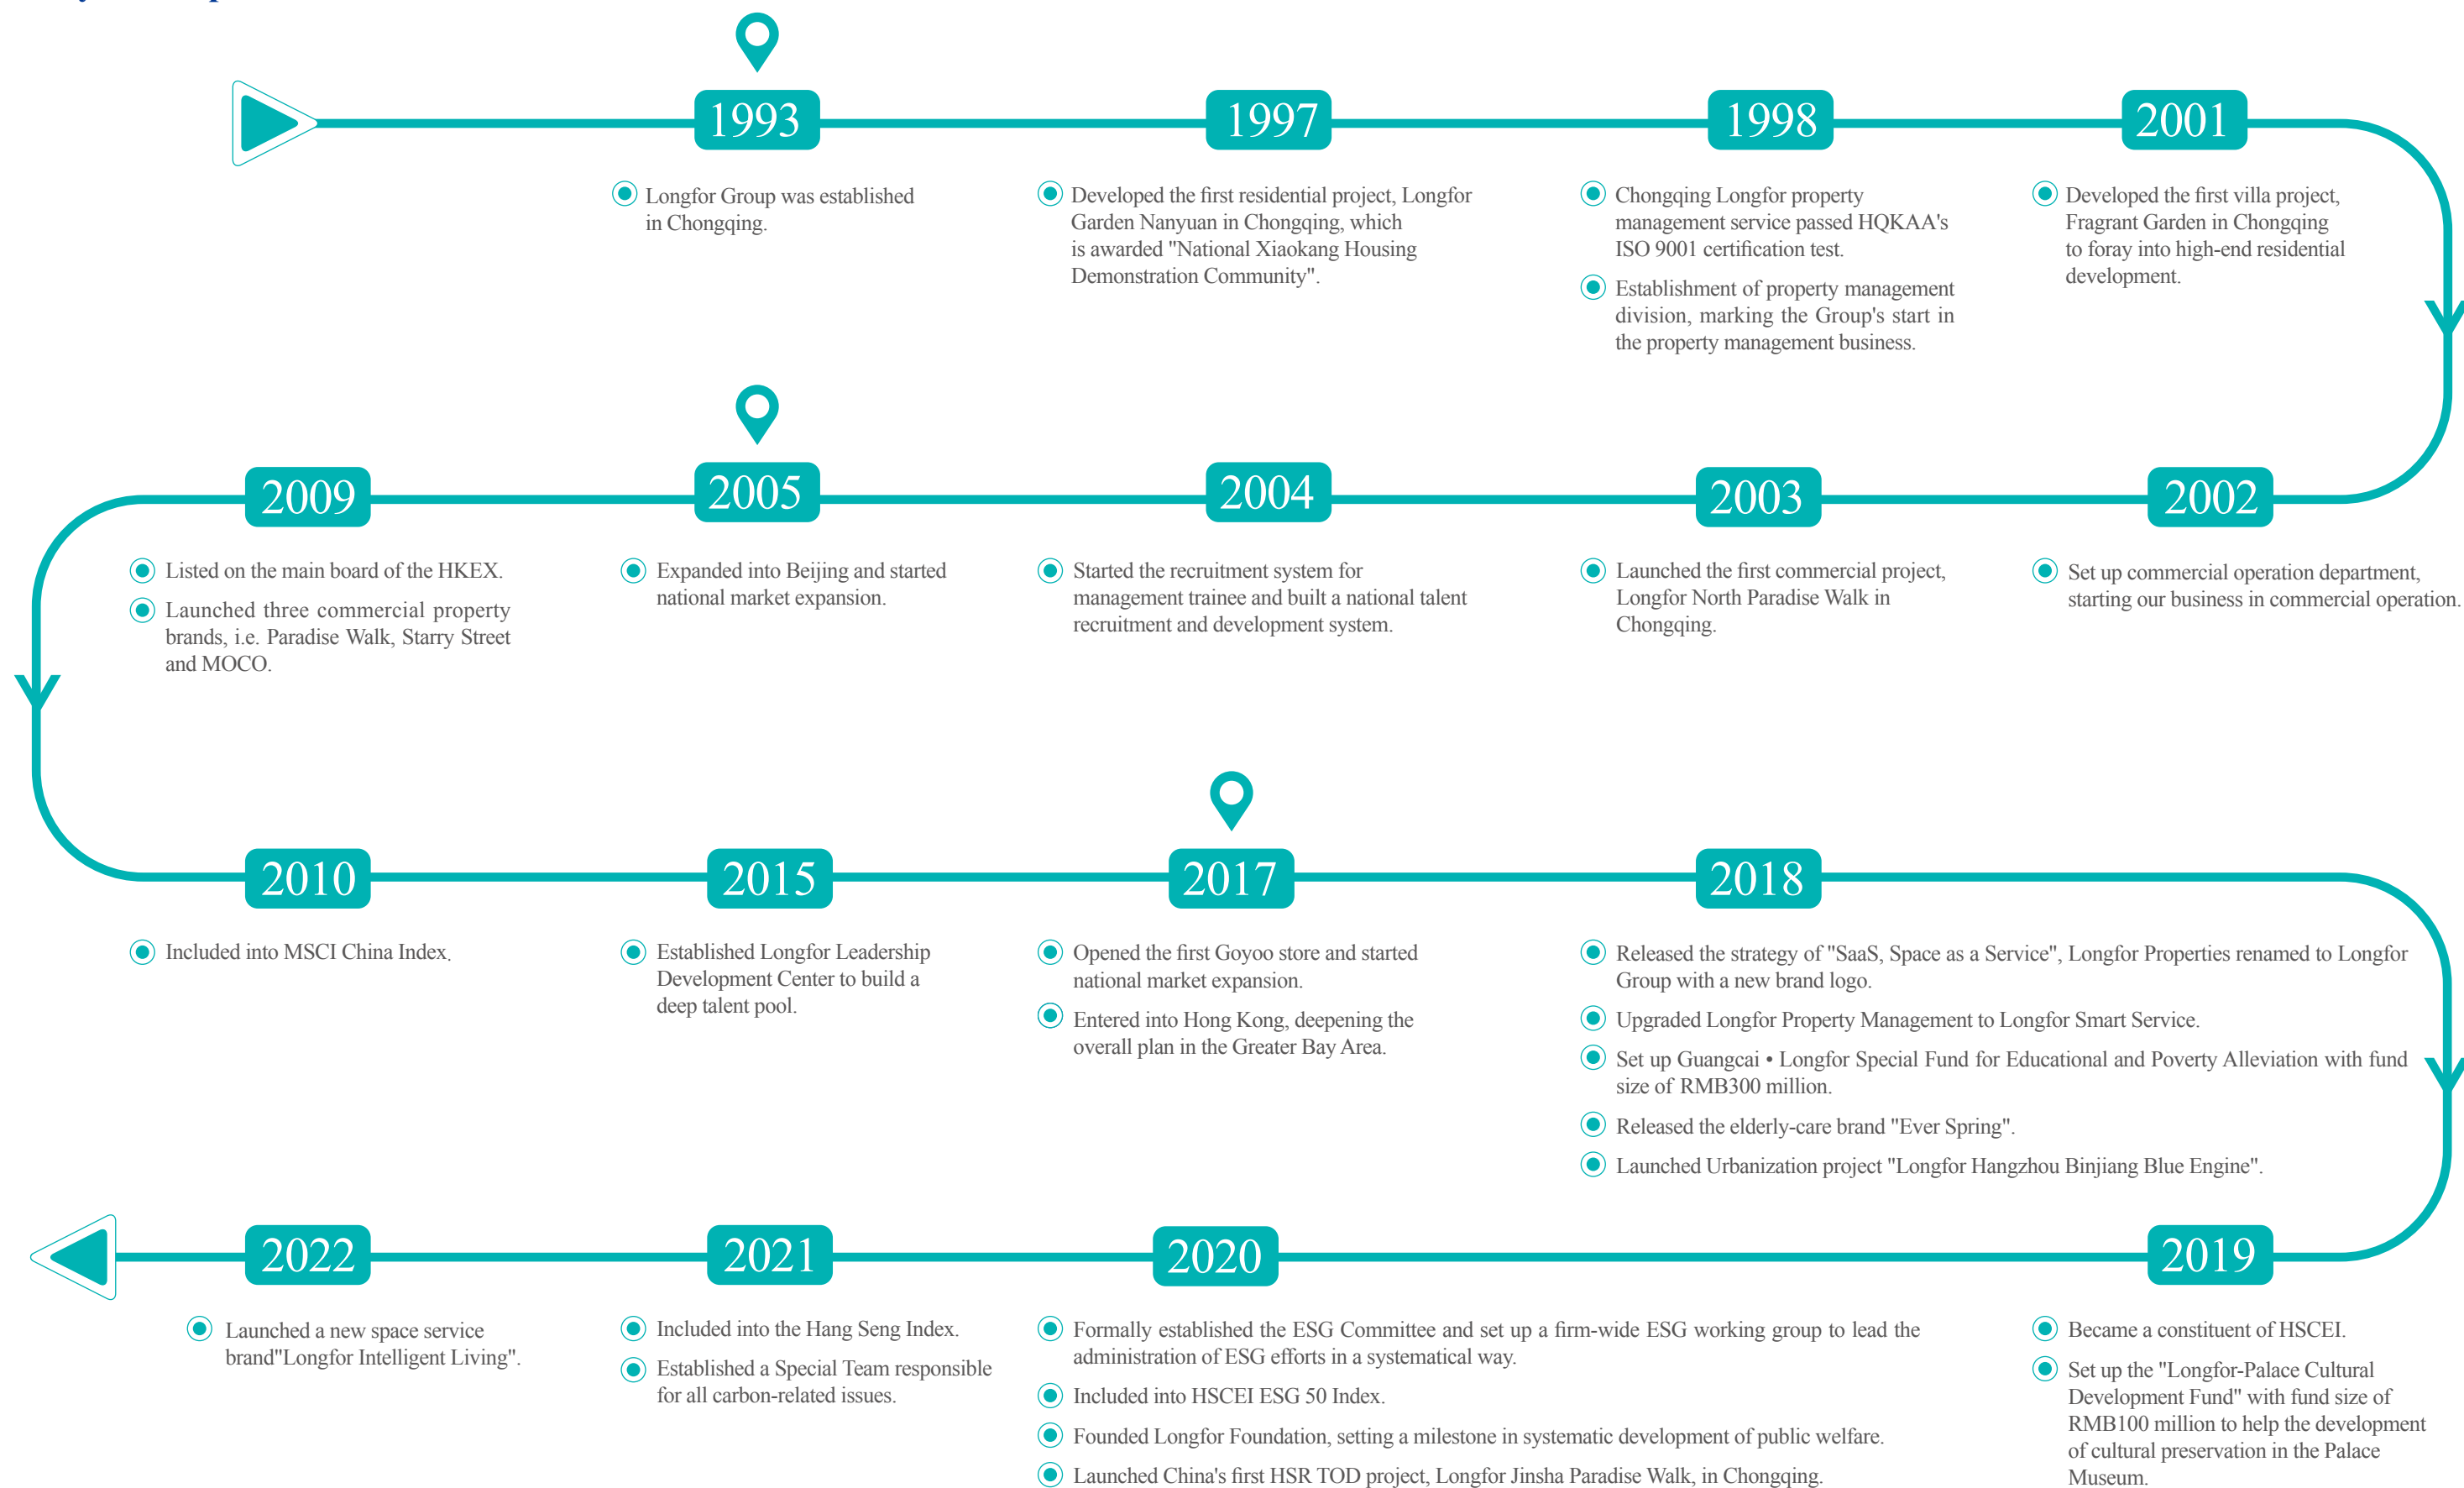 1993
1997
1998
2001
Longfor Group was established
in Chongqing.
Developed the first residential project, Longfor
Garden Nanyuan in Chongqing, which
is awarded "National Xiaokang Housing
Demonstration Community".
Chongqing Longfor property
management service passed HQKAA's
ISO 9001 certification test.
Establishment of property management
division, marking the Group's start in
the property management business.
Developed the first villa project,
Fragrant Garden in Chongqing
to foray into high-end residential
development.
2009
2005
2004
2003
2002
Listed on the main board of the HKEX.
Launched three commercial property
brands, i.e. Paradise Walk, Starry Street
and MOCO.
Expanded into Beijing and started
national market expansion.
Started the recruitment system for
management trainee and built a national talent
recruitment and development system.
Launched the first commercial project,
Longfor North Paradise Walk in
Chongqing.
Set up commercial operation department,
starting our business in commercial operation.
2010
2015
2017
2018
Included into MSCI China Index.
Established Longfor Leadership
Development Center to build a
deep talent pool.
Opened the first Goyoo store and started
national market expansion.
Entered into Hong Kong, deepening the
overall plan in the Greater Bay Area.
Released the strategy of "SaaS, Space as a Service", Longfor Properties renamed to Longfor
Group with a new brand logo.
Upgraded Longfor Property Management to Longfor Smart Service.
Set up Guangcai • Longfor Special Fund for Educational and Poverty Alleviation with fund
size of RMB300 million.
Released the elderly-care brand "Ever Spring".
Launched Urbanization project "Longfor Hangzhou Binjiang Blue Engine".
2022
2021
2020
2019
Launched a new space service
brand"Longfor Intelligent Living".
Included into the Hang Seng Index.
Established a Special Team responsible
for all carbon-related issues.
Formally established the ESG Committee and set up a firm-wide ESG working group to lead the
administration of ESG efforts in a systematical way.
Included into HSCEI ESG 50 Index.
Founded Longfor Foundation, setting a milestone in systematic development of public welfare.
Launched China's first HSR TOD project, Longfor Jinsha Paradise Walk, in Chongqing.
Became a constituent of HSCEI.
Set up the "Longfor-Palace Cultural
Development Fund" with fund size of
RMB100 million to help the development
of cultural preservation in the Palace
Museum.